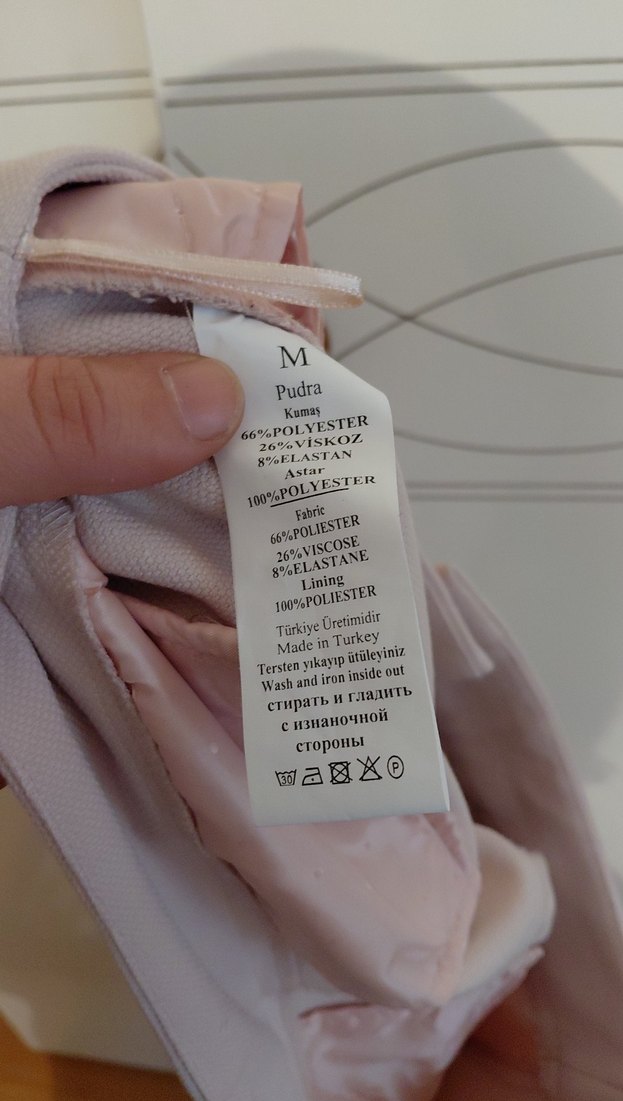 M
Pudra
Kumaş
66%POLYESTER
26%VİSKOZ
8%ELASTAN
Astar
100%POLYESTER
Fabric
66%POLIESTER
26%VISCOSE
8%ELASTANE
Lining
100%POLIESTER
Türkiye Üretimidir
Made in Turkey
Tersten yıkayıp ütüleyiniz
Wash and iron inside out
стирать и гладить
с изнаночной
стороны
30 P